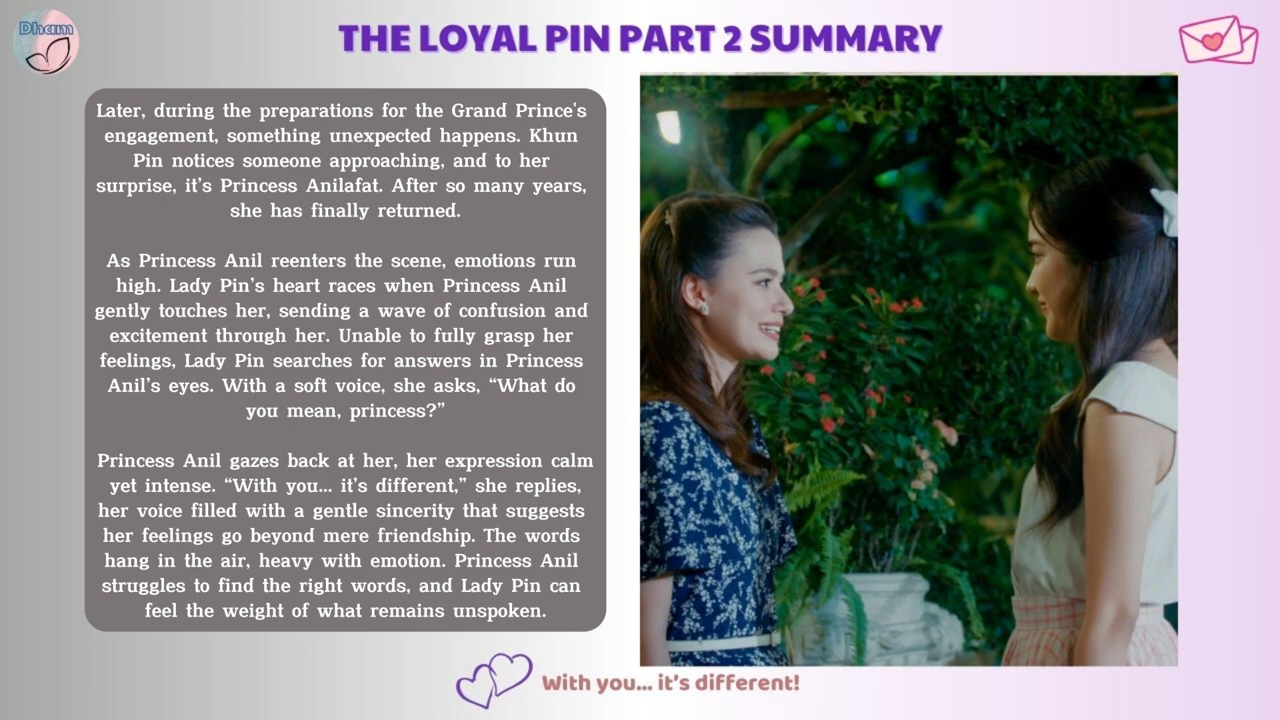 Dham
THE LOYAL PIN PART 2 SUMMARY
Later, during the preparations for the Grand Prince's
engagement, something unexpected happens. Khun
Pin notices someone approaching, and to her
surprise, it's Princess Anilafat. After so many years,
she has finally returned.
As Princess Anil reenters the scene, emotions run
high. Lady Pin's heart races when Princess Anil
gently touches her, sending a wave of confusion and
excitement through her. Unable to fully grasp her
feelings, Lady Pin searches for answers in Princess
Anil's eyes. With a soft voice, she asks, “What do
you mean, princess?”
Princess Anil gazes back at her, her expression calm
yet intense. “With you... it's different,” she replies,
her voice filled with a gentle sincerity that suggests
her feelings go beyond mere friendship. The words
hang in the air, heavy with emotion. Princess Anil
struggles to find the right words, and Lady Pin can
feel the weight of what remains unspoken.
With you... it's different!